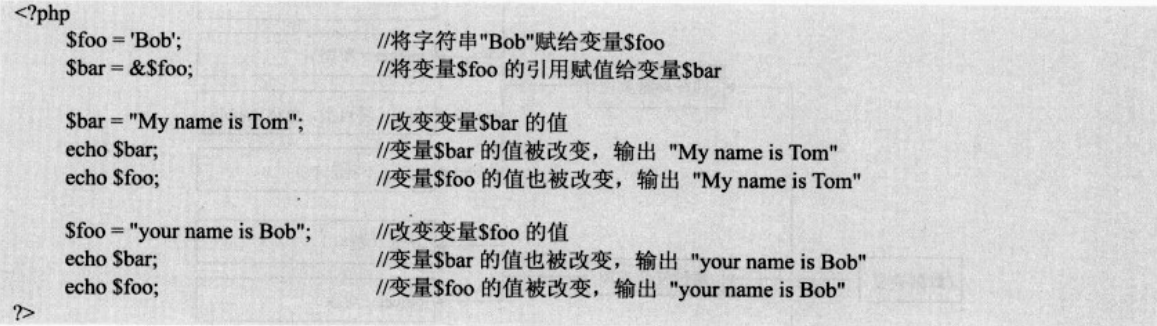 <?php
$foo = 'Bob'; //将字符串"Bob"赋给变量$foo
$bar = &$foo; //将变量$foo 的引用赋值给变量$bar
$bar = "My name is Tom"; //改变变量$bar 的值
echo $bar; //变量$bar 的值被改变，输出 "My name is Tom"
echo $foo; //变量$foo 的值也被改变，输出 "My name is Tom"
$foo = "your name is Bob"; //改变变量$foo 的值
echo $bar; //变量$bar 的值也被改变，输出 "your name is Bob"
echo $foo; //变量$foo 的值被改变，输出 "your name is Bob"
?>